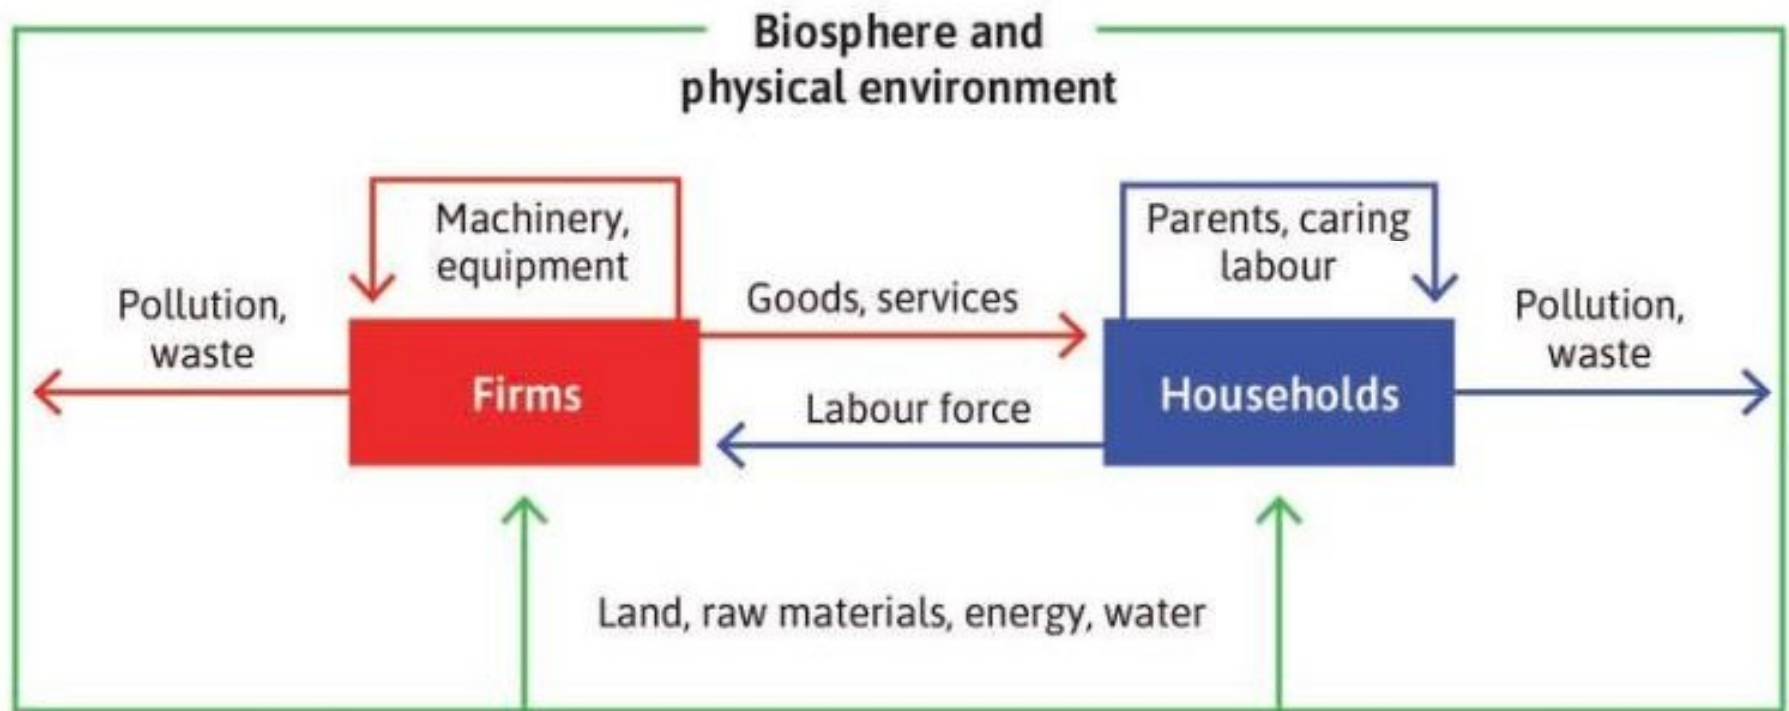 Biosphere and
physical environment
Machinery,
equipment
Parents, caring
labour
Pollution,
waste
Goods, services
Pollution,
waste
Firms
Labour force
Households
Land, raw materials, energy, water